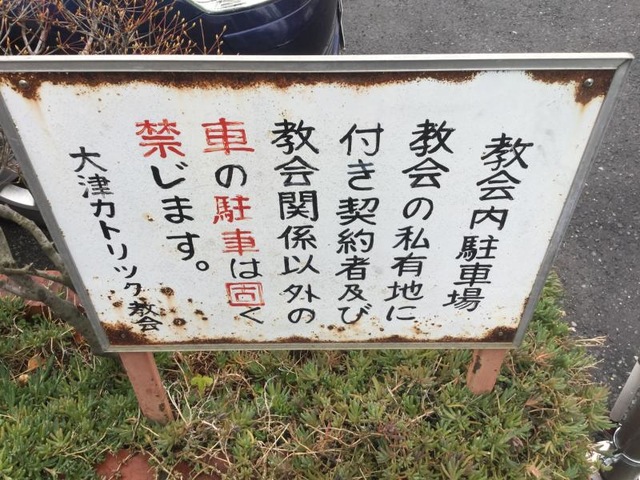 教会内駐車場
教会の私有地に
付き契約者及び
教会関係以外の
車の駐車は固く
禁じます。
大津カトリック教会